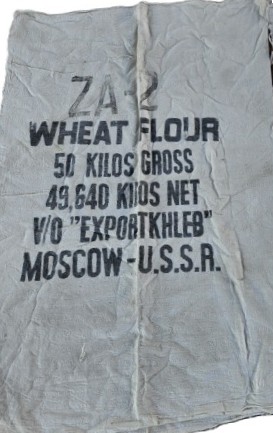 ZA-2
WHEAT FLOUR
50 KILOS GROSS
49,640 KILOS NET
V/O "EXPORTKHLEB"
MOSCOW-U.S.S.R.